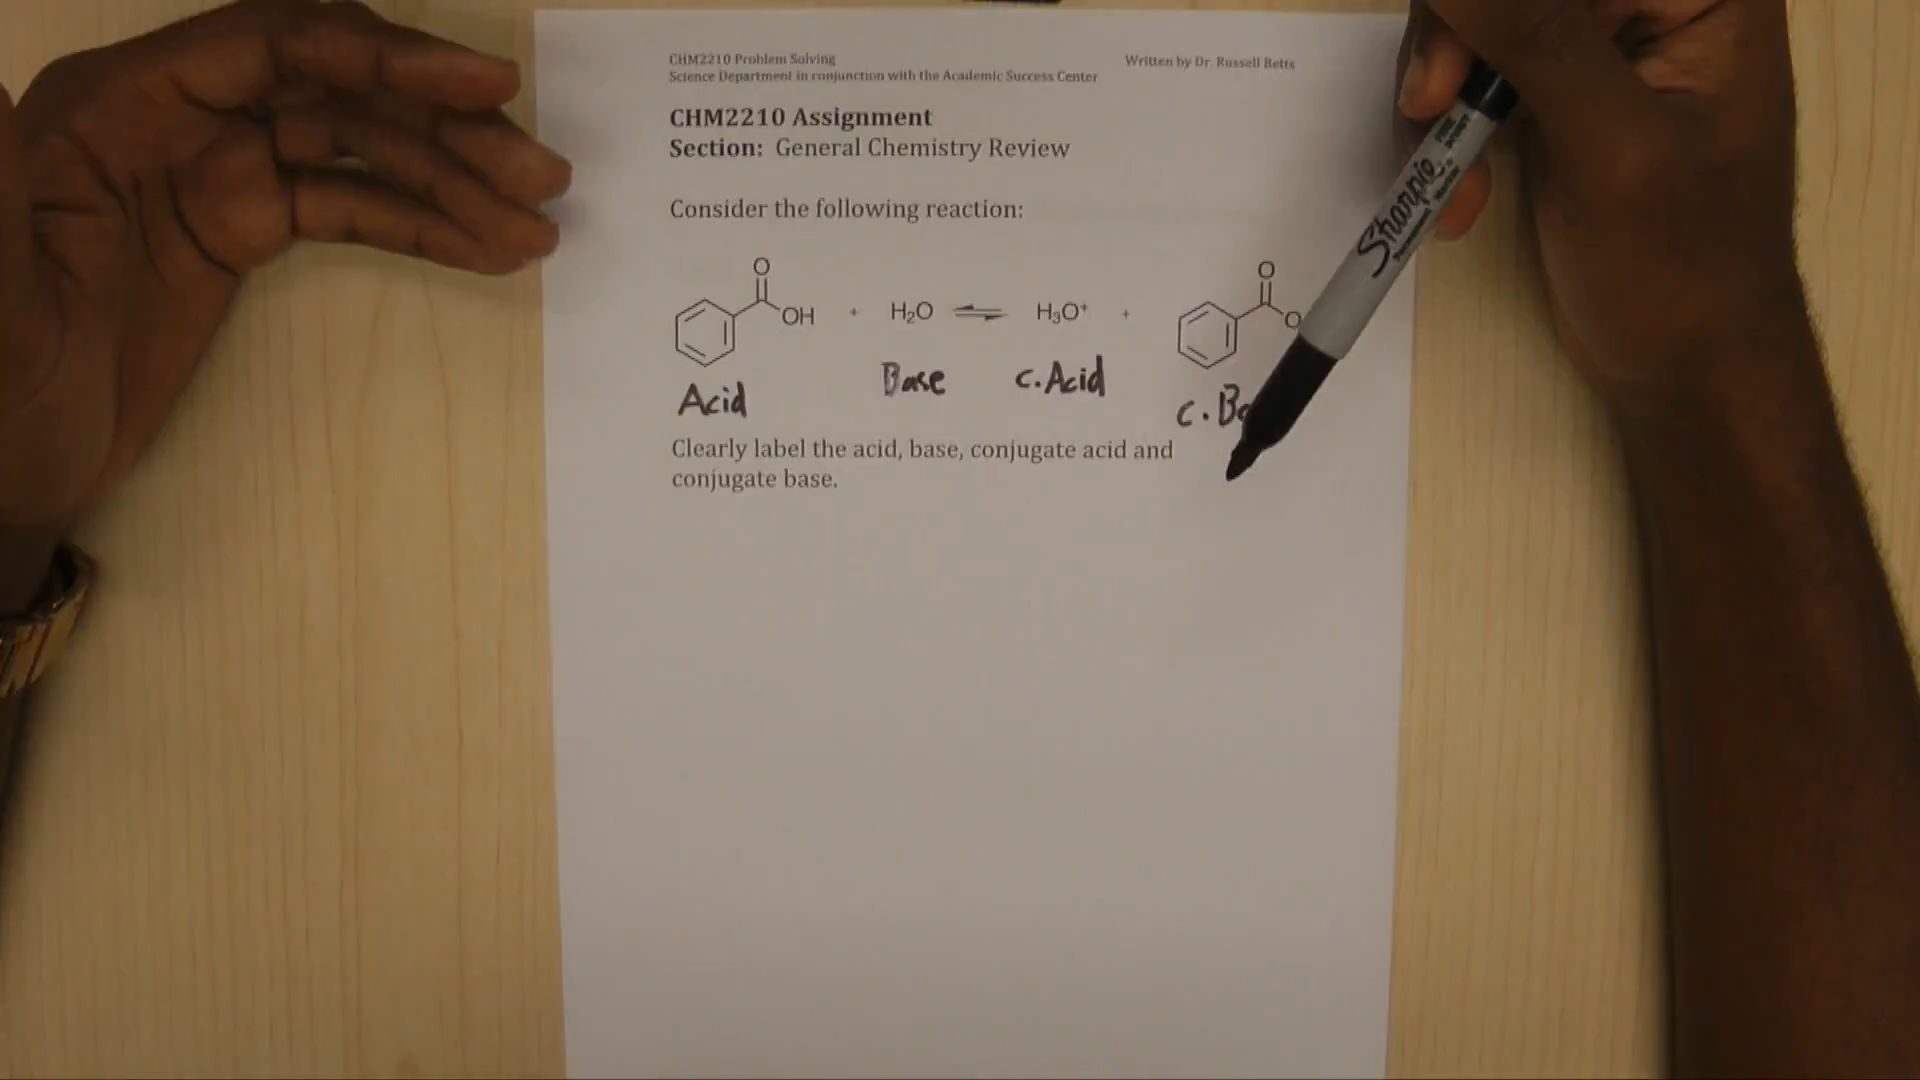 CHM2210 Problem Solving
Written by Dr. Russell Betts
Science Department in conjunction with the Academic Success Center
CHM2210 Assignment
Section: General Chemistry Review
Consider the following reaction:
O
OH + H₂O ⇌ H₃O⁺ +
O
O
Acid Base C. Acid C. Ba
Clearly label the acid, base, conjugate acid and
conjugate base.
Sharpie